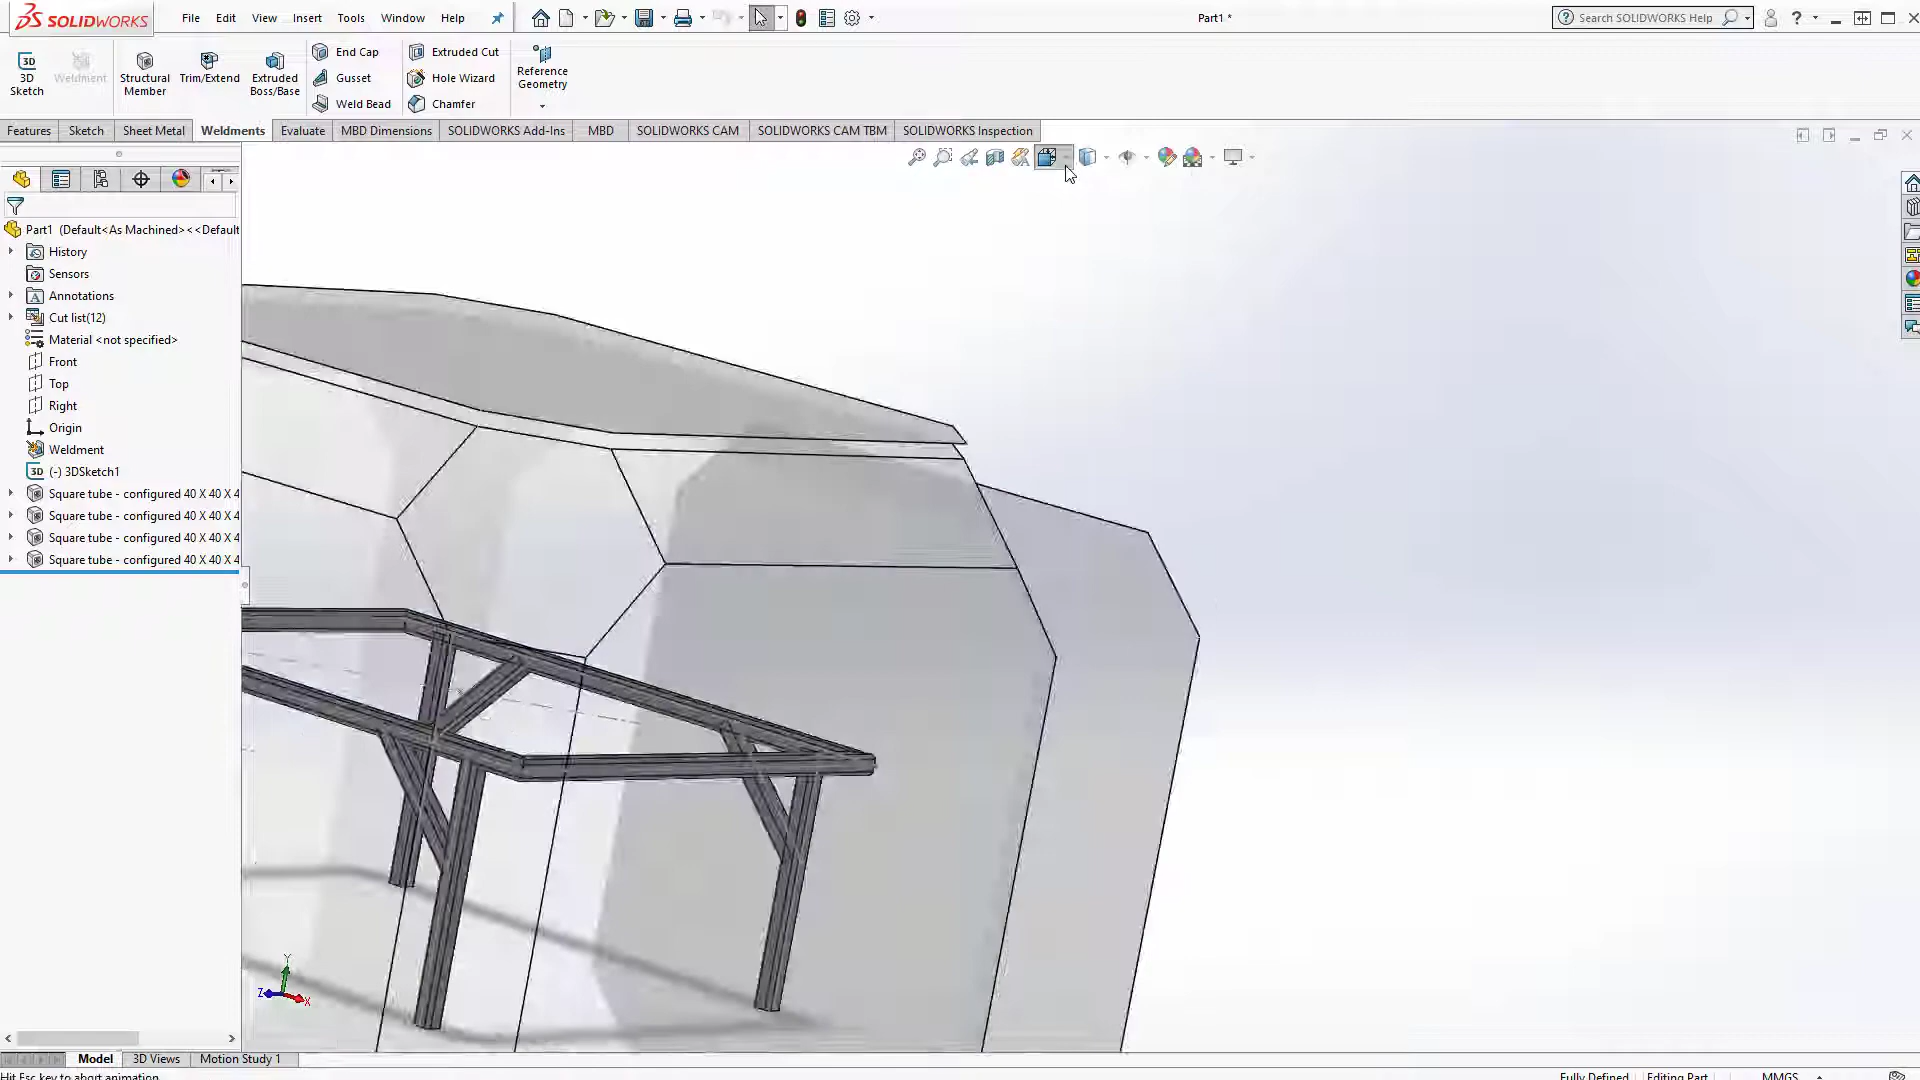 SOLIDWORKS File Edit View Insert Tools Window Help Part1 * Search SOLIDWORKS Help ?
3D Sketch
Weldment
Structural Member
Trim/Extend
Extruded Boss/Base
End Cap
Gusset
Weld Bead
Extruded Cut
Hole Wizard
Chamfer
Reference Geometry
Features Sketch Sheet Metal Weldments Evaluate MBD Dimensions SOLIDWORKS Add-Ins MBD SOLIDWORKS CAM SOLIDWORKS CAM TBM SOLIDWORKS Inspection
Part1 (Default<As Machined><<Default
History
Sensors
Annotations
Cut list(12)
Material <not specified>
Front
Top
Right
Origin
Weldment
3D (-) 3DSketch1
Square tube - configured 40 X 40 X 4
Square tube - configured 40 X 40 X 4
Square tube - configured 40 X 40 X 4
Square tube - configured 40 X 40 X 4
Y
Z
X
Model 3D Views Motion Study 1
Hit Esc key to abort animation Fully Defined Editing Part MMGS